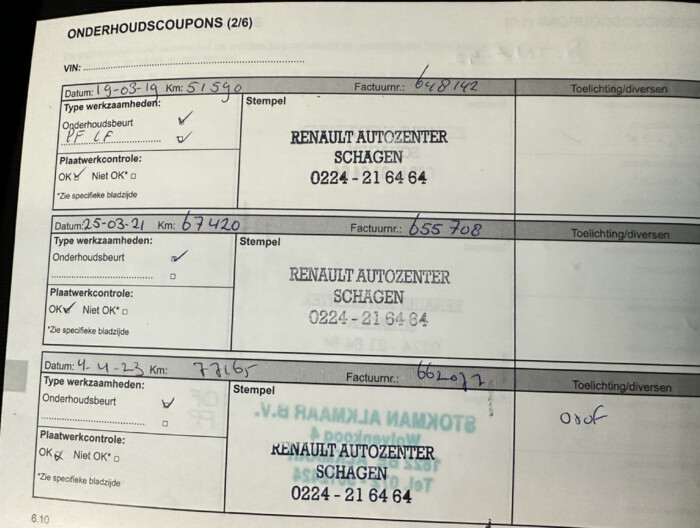 ONDERHOUDSCOUPONS (2/6)
VIN:
Datum: 19-03-19 Km: 51590 Factuurnr.: 648142 Toelichting/diversen
Type werkzaamheden: Stempel
Onderhoudsbeurt
PF LF
RENAULT AUTOZENTER
SCHAGEN
0224 - 21 64 64
Plaatwerkcontrole:
OK Niet OK*
*Zie specifieke bladzijde
Datum: 25-03-21 Km: 67420 Factuurnr.: 655708 Toelichting/diversen
Type werkzaamheden: Stempel
Onderhoudsbeurt
RENAULT AUTOZENTER
SCHAGEN
0224 - 21 64 64
Plaatwerkcontrole:
OK Niet OK*
*Zie specifieke bladzijde
Datum: 4-4-23 Km: 77165 Factuurnr.: 662077 Toelichting/diversen
Type werkzaamheden: Stempel
Onderhoudsbeurt
STOKMAN ALKMAAR B.V.
RENAULT AUTOZENTER
SCHAGEN
0224 - 21 64 64
Plaatwerkcontrole:
OK Niet OK*
*Zie specifieke bladzijde
6.10